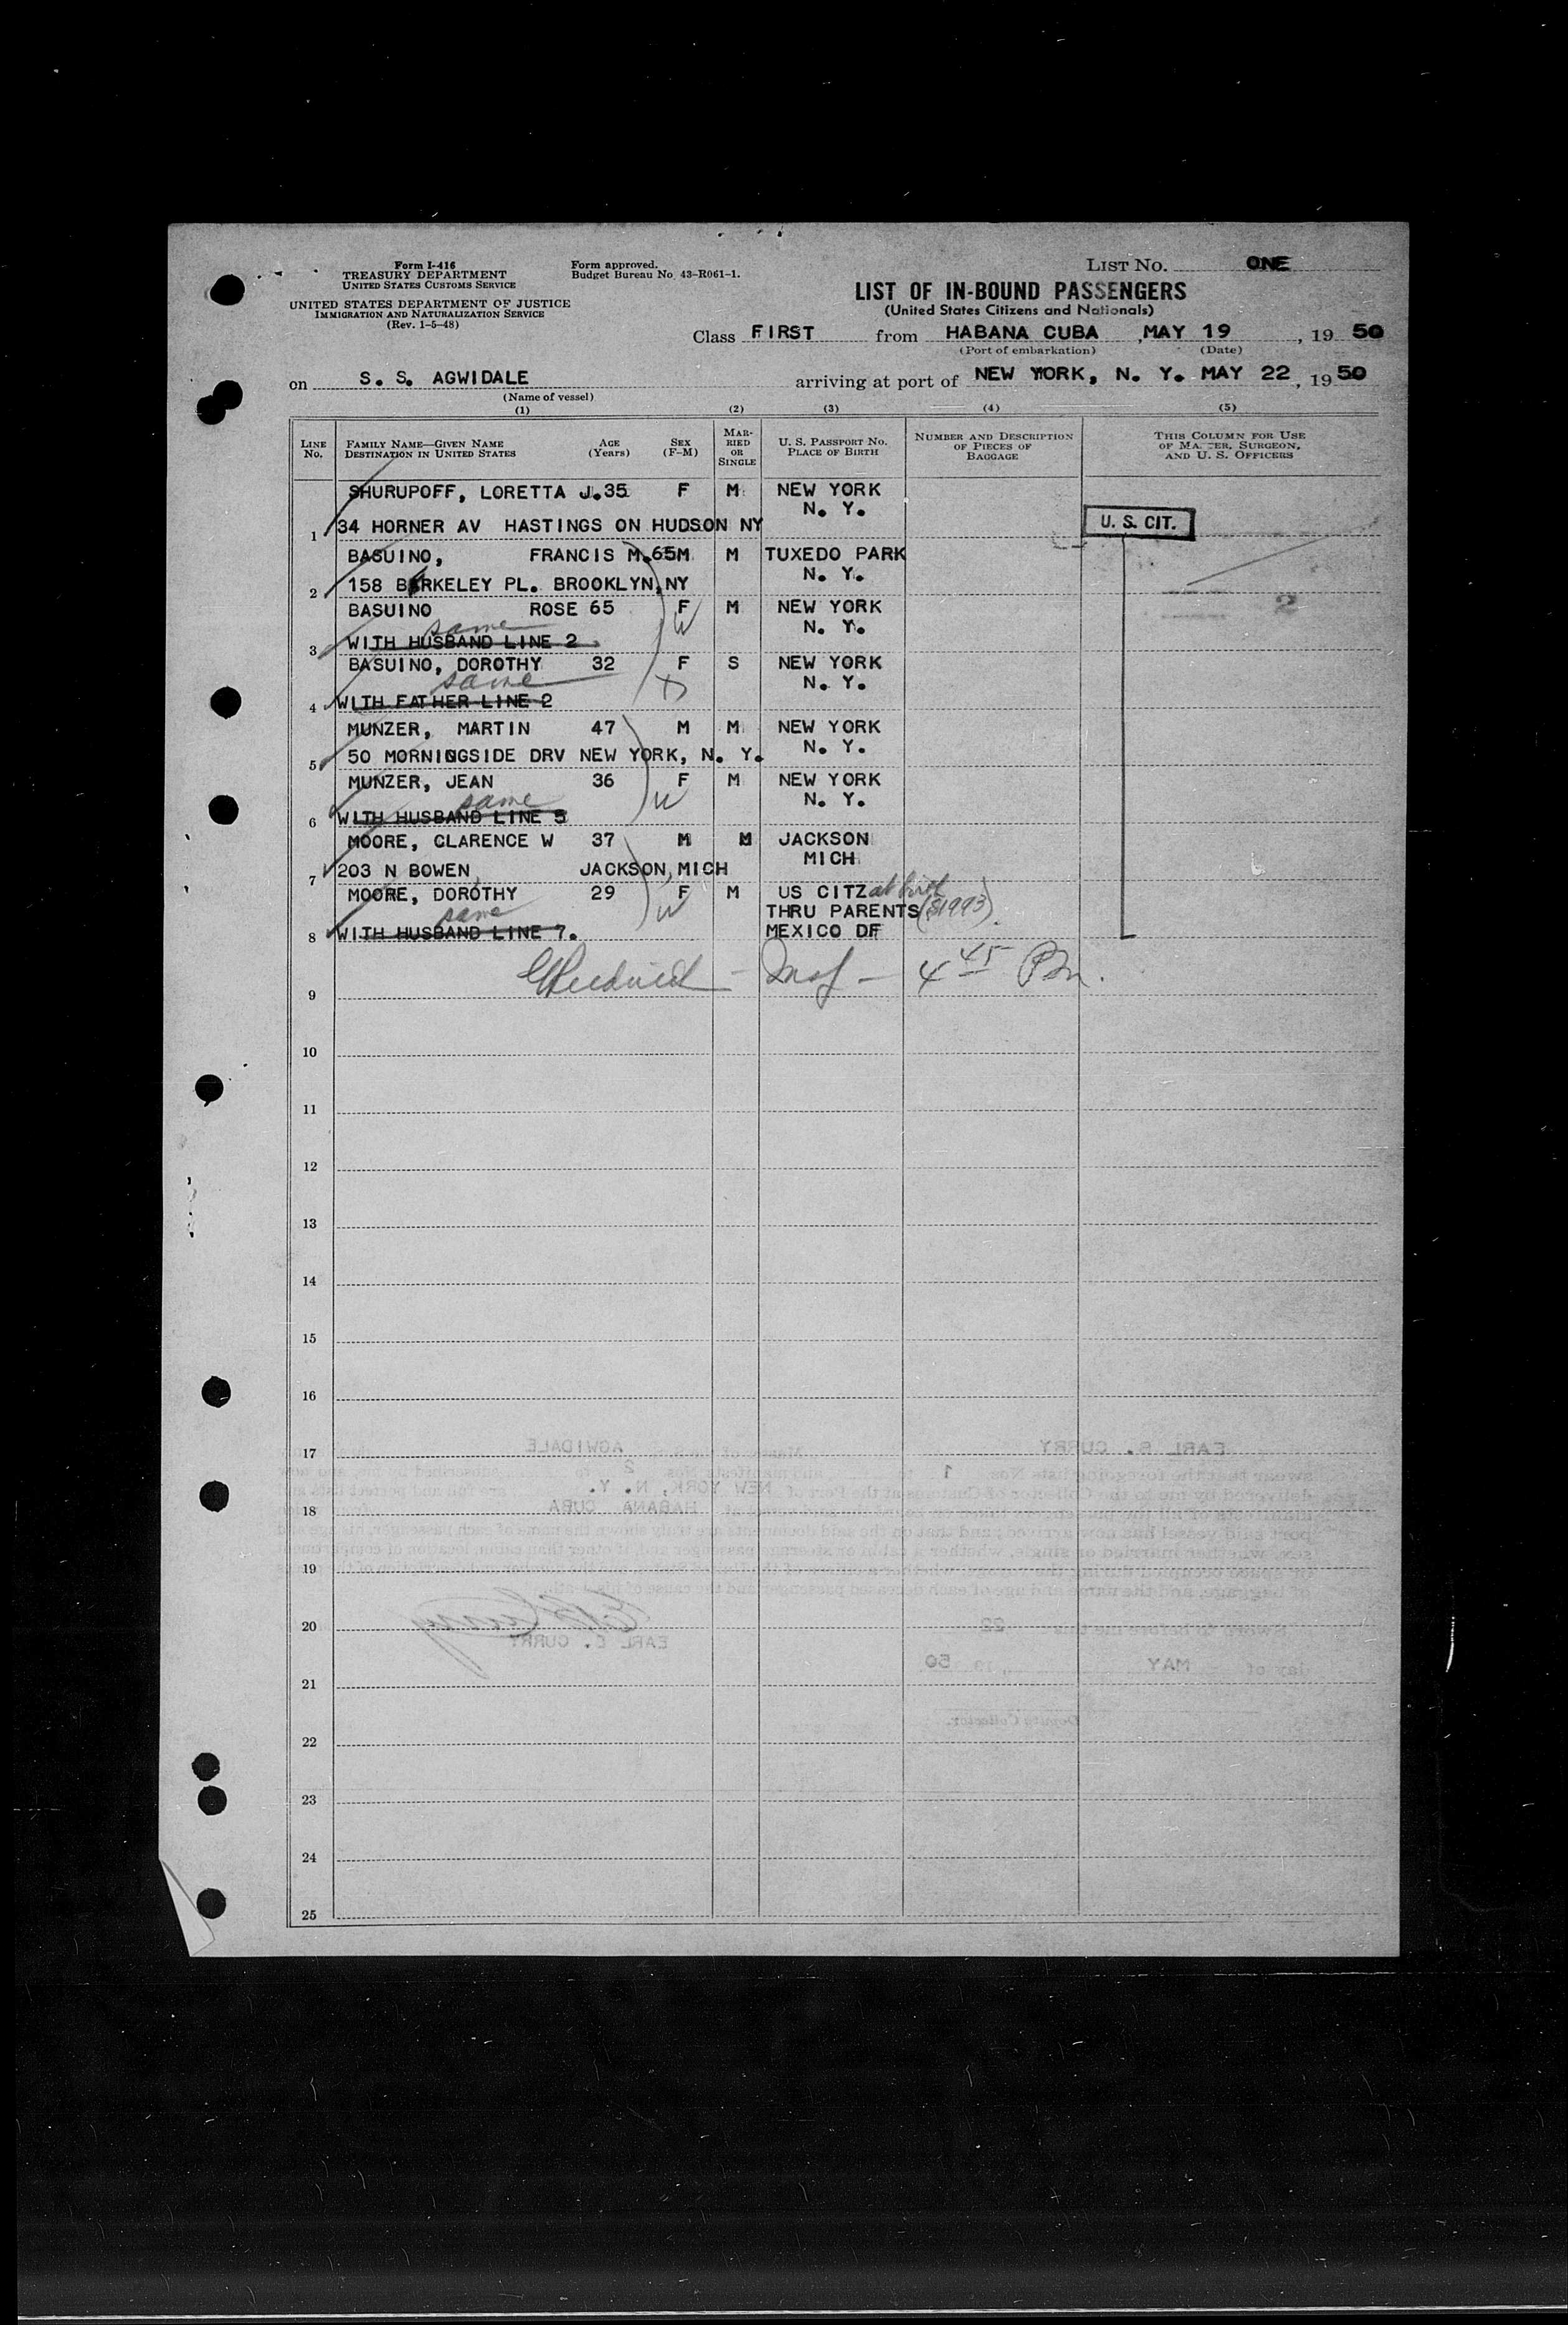 Form I-416
TREASURY DEPARTMENT
UNITED STATES CUSTOMS SERVICE
UNITED STATES DEPARTMENT OF JUSTICE
IMMIGRATION AND NATURALIZATION SERVICE
(Rev. 1-5-48)
Form approved.
Budget Bureau No. 43-R061-1.
LIST NO. ONE
LIST OF IN-BOUND PASSENGERS
(United States Citizens and Nationals)
Class FIRST from HABANA CUBA, MAY 19, 1950
(Port of embarkation) (Date)
on S. S. AGWIDALE arriving at port of NEW YORK, N. Y. MAY 22, 1950
(Name of vessel)
(1) (2) (3) (4) (5)
LINE No. FAMILY NAME—GIVEN NAME DESTINATION IN UNITED STATES AGE (Years) SEX (F-M) MARRIED OR SINGLE U. S. PASSPORT NO. PLACE OF BIRTH NUMBER AND DESCRIPTION OF PIECES OF BAGGAGE THIS COLUMN FOR USE OF MASTER, SURGEON, AND U. S. OFFICERS
SHURUPOFF, LORETTA J. 35 F M NEW YORK
N. Y.
1 34 HORNER AV HASTINGS ON HUDSON NY U. S. CIT.
BASUINO, FRANCIS M. 65 M M TUXEDO PARK
N. Y.
2 158 BERKELEY PL. BROOKLYN, NY
BASUINO ROSE 65 F M NEW YORK
same W N. Y.
3 WITH HUSBAND LINE 2
BASUINO, DOROTHY 32 F S NEW YORK
same D N. Y.
4 WITH FATHER LINE 2
MUNZER, MARTIN 47 M M NEW YORK
N. Y.
5 50 MORNINGSIDE DRV NEW YORK, N. Y.
MUNZER, JEAN 36 F M NEW YORK
same W N. Y.
6 WITH HUSBAND LINE 5
MOORE, CLARENCE W 37 M M JACKSON
MICH
7 203 N BOWEN, JACKSON, MICH
MOORE, DOROTHY 29 F M US CITZ at birth
same W THRU PARENTS (S1993)
8 WITH HUSBAND LINE 7. MEXICO DF
9 Insp - 4 45 Pm.
10
11
12
13
14
15
16
17
18
19
20
21
22
23
24
25